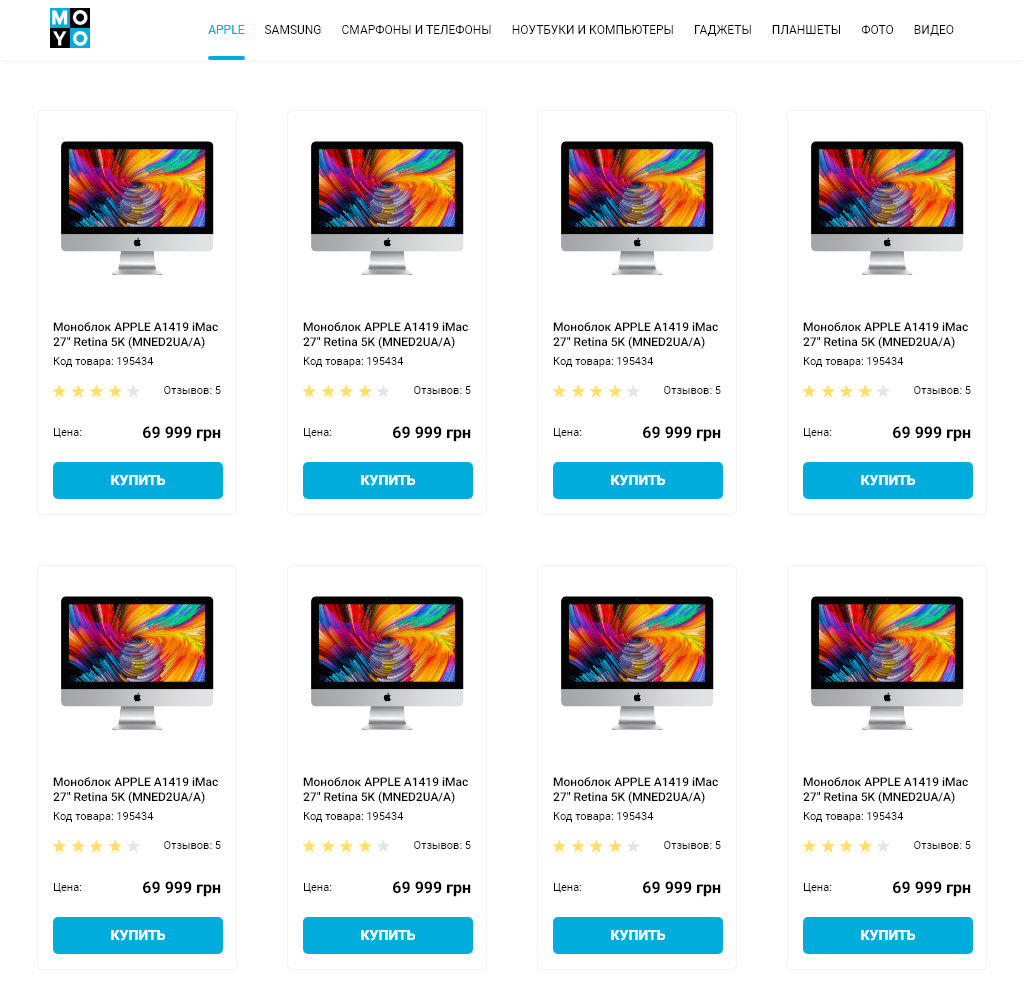 MO
YO
APPLE SAMSUNG СМАРФОНЫ И ТЕЛЕФОНЫ НОУТБУКИ И КОМПЬЮТЕРЫ ГАДЖЕТЫ ПЛАНШЕТЫ ФОТО ВИДЕО
Моноблок APPLE A1419 iMac
27" Retina 5K (MNED2UA/A)
Код товара: 195434
Отзывов: 5
Цена: 69 999 грн
КУПИТЬ
Моноблок APPLE A1419 iMac
27" Retina 5K (MNED2UA/A)
Код товара: 195434
Отзывов: 5
Цена: 69 999 грн
КУПИТЬ
Моноблок APPLE A1419 iMac
27" Retina 5K (MNED2UA/A)
Код товара: 195434
Отзывов: 5
Цена: 69 999 грн
КУПИТЬ
Моноблок APPLE A1419 iMac
27" Retina 5K (MNED2UA/A)
Код товара: 195434
Отзывов: 5
Цена: 69 999 грн
КУПИТЬ
Моноблок APPLE A1419 iMac
27" Retina 5K (MNED2UA/A)
Код товара: 195434
Отзывов: 5
Цена: 69 999 грн
КУПИТЬ
Моноблок APPLE A1419 iMac
27" Retina 5K (MNED2UA/A)
Код товара: 195434
Отзывов: 5
Цена: 69 999 грн
КУПИТЬ
Моноблок APPLE A1419 iMac
27" Retina 5K (MNED2UA/A)
Код товара: 195434
Отзывов: 5
Цена: 69 999 грн
КУПИТЬ
Моноблок APPLE A1419 iMac
27" Retina 5K (MNED2UA/A)
Код товара: 195434
Отзывов: 5
Цена: 69 999 грн
КУПИТЬ